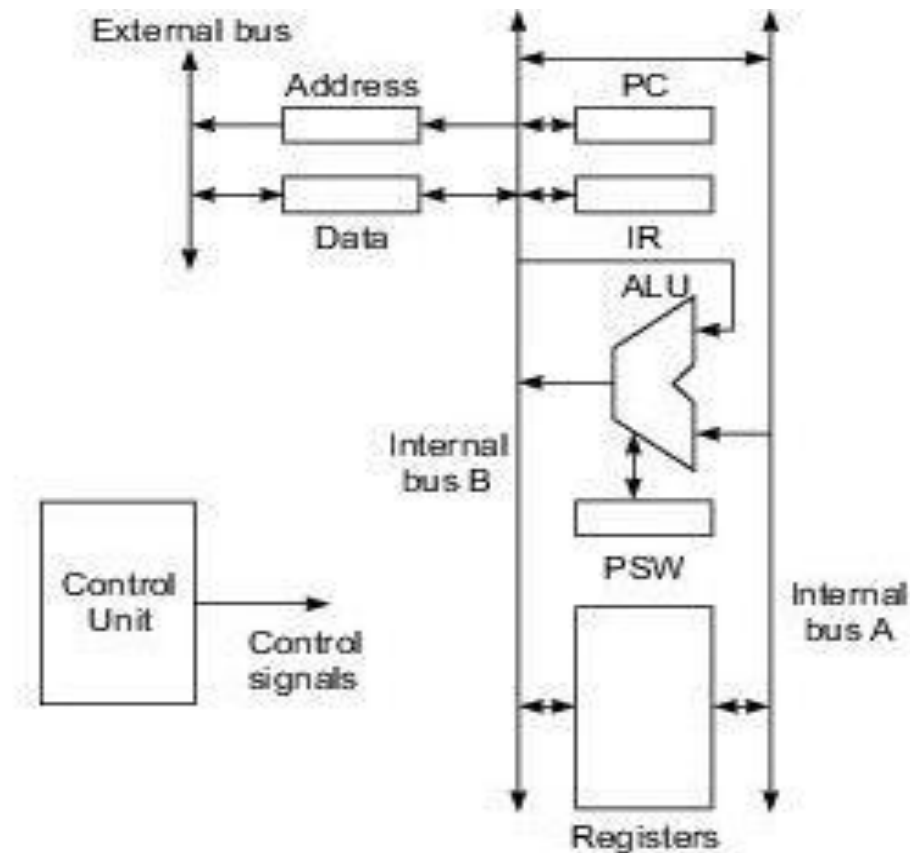 External bus
Address
PC
Data
IR
ALU
Internal
bus B
PSW
Control
Unit
Control
signals
Internal
bus A
Registers